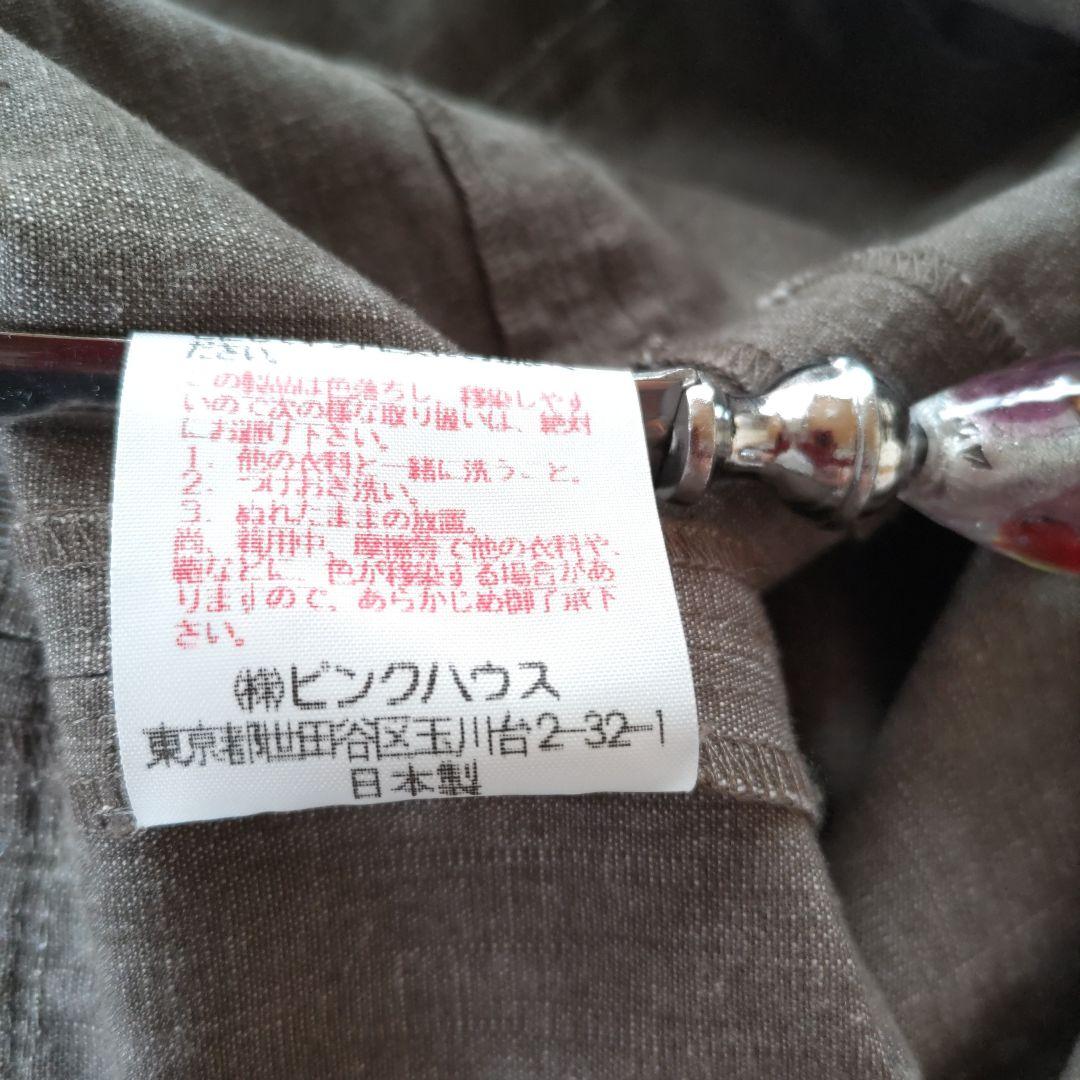 ださい。
この製品は色落ちし、移染しやす
いので次の様な取り扱いは、絶対
にお避け下さい。
1. 他の衣料と一緒に洗うこと。
2. つけおき洗い。
3. ぬれたままの放置。
尚、着用中、摩擦等で他の衣料や、
鞄などに、色が移染する場合があ
りますので、あらかじめ御了承下
さい。
(株)ピンクハウス
東京都世田谷区玉川台2-32-1
日本製